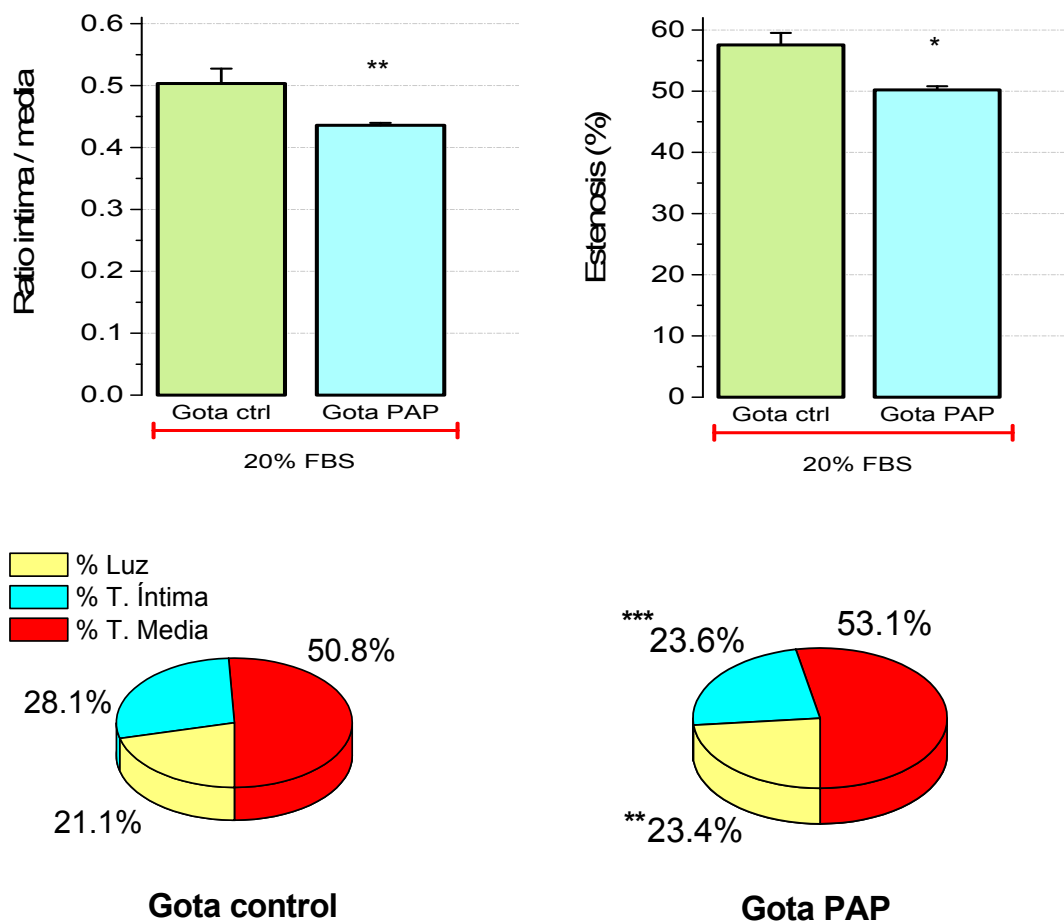 Ratio intima / media
0.6
0.5
0.4
0.3
0.2
0.1
0.0
**
Gota ctrl
Gota PAP
20% FBS
Estenosis (%)
60
50
40
30
20
10
0
*
Gota ctrl
Gota PAP
20% FBS
% Luz
% T. Íntima
% T. Media
50.8%
28.1%
21.1%
Gota control
***23.6%
53.1%
**23.4%
Gota PAP